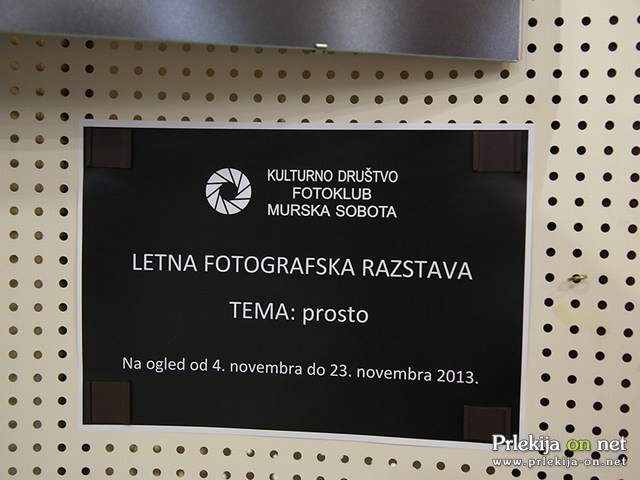 KULTURNO DRUŠTVO
FOTOKLUB
MURSKA SOBOTA
LETNA FOTOGRAFSKA RAZSTAVA
TEMA: prosto
Na ogled od 4. novembra do 23. novembra 2013.
Prlekija on net
www.prlekija-on.net